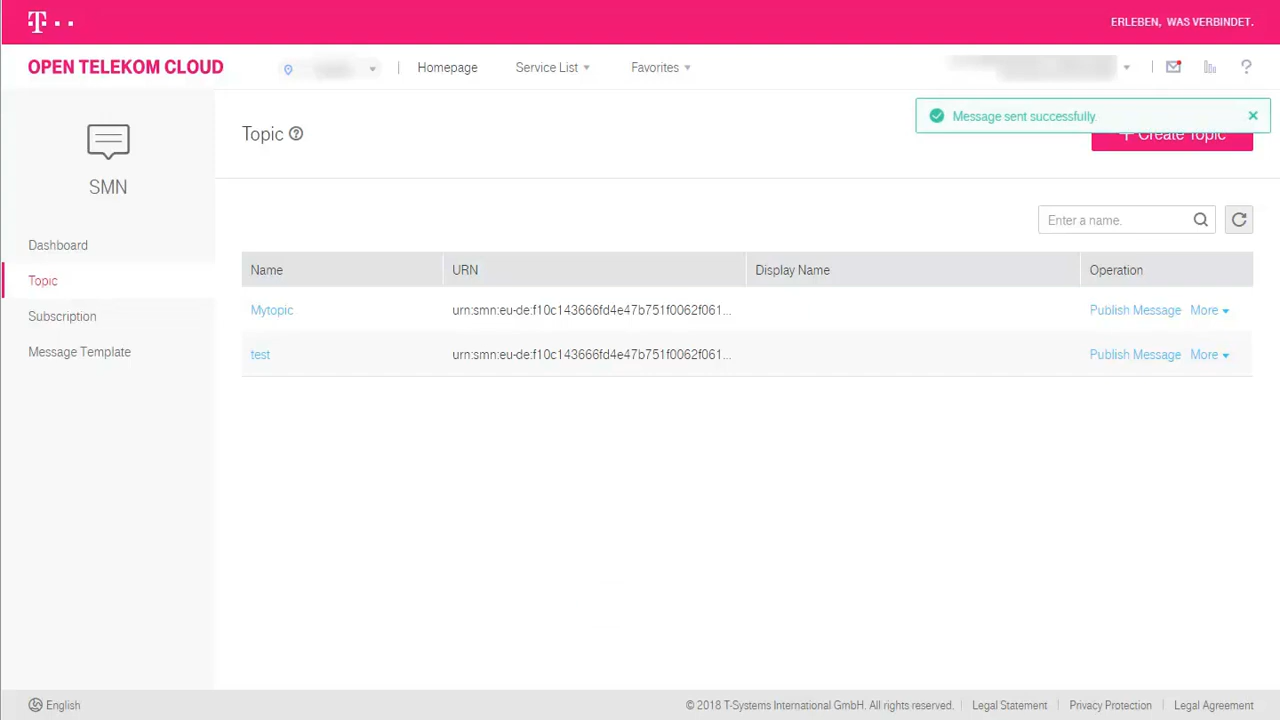 T
ERLEBEN, WAS VERBINDET.
OPEN TELEKOM CLOUD
Homepage
Service List
Favorites
Message sent successfully.
Topic
+ Create Topic
SMN
Enter a name.
Dashboard
Topic
Subscription
Message Template
Name URN Display Name Operation
Mytopic urn:smn:eu-de:f10c143666fd4e47b751f0062f061... Publish Message More
test urn:smn:eu-de:f10c143666fd4e47b751f0062f061... Publish Message More
English
© 2018 T-Systems International GmbH. All rights reserved. | Legal Statement | Privacy Protection | Legal Agreement